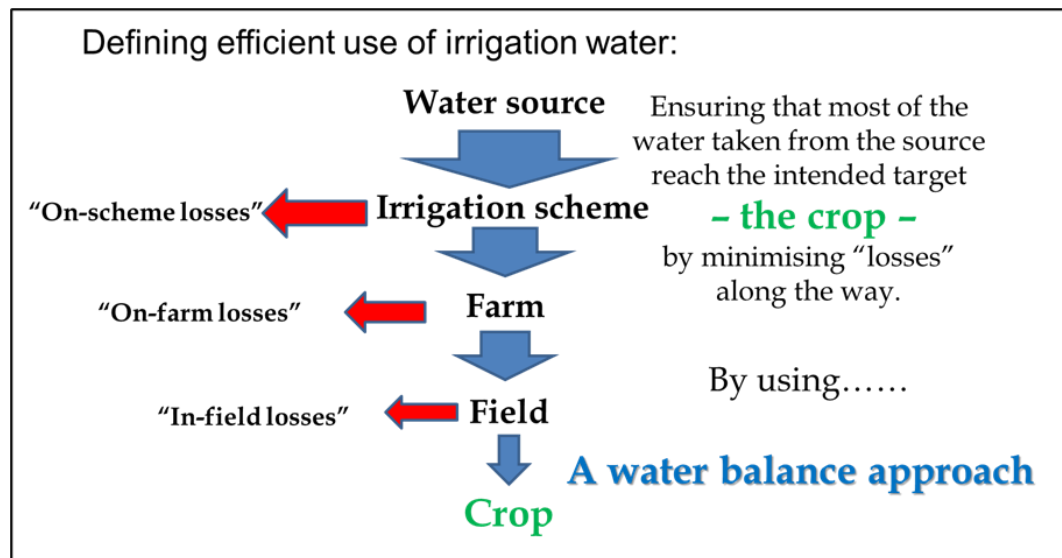 Defining efficient use of irrigation water:
Water source
“On-scheme losses”
Irrigation scheme
“On-farm losses”
Farm
“In-field losses”
Field
Crop
Ensuring that most of the
water taken from the source
reach the intended target
– the crop –
by minimising “losses”
along the way.
By using……
A water balance approach